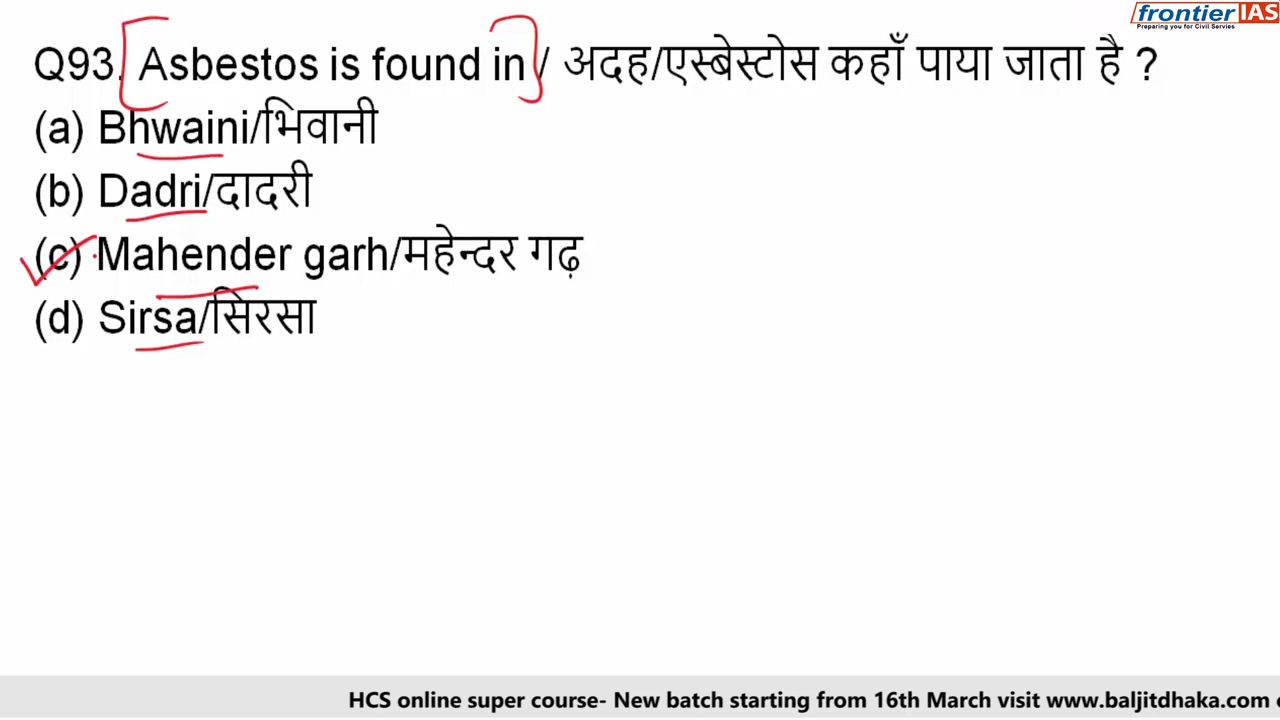 frontier IAS
Preparing you for Civil Servies
Q93. Asbestos is found in / अदह/एस्बेस्टोस कहाँ पाया जाता है ?
(a) Bhwaini/भिवानी
(b) Dadri/दादरी
(c) Mahender garh/महेन्दर गढ़
(d) Sirsa/सिरसा
HCS online super course- New batch starting from 16th March visit www.baljitdhaka.com